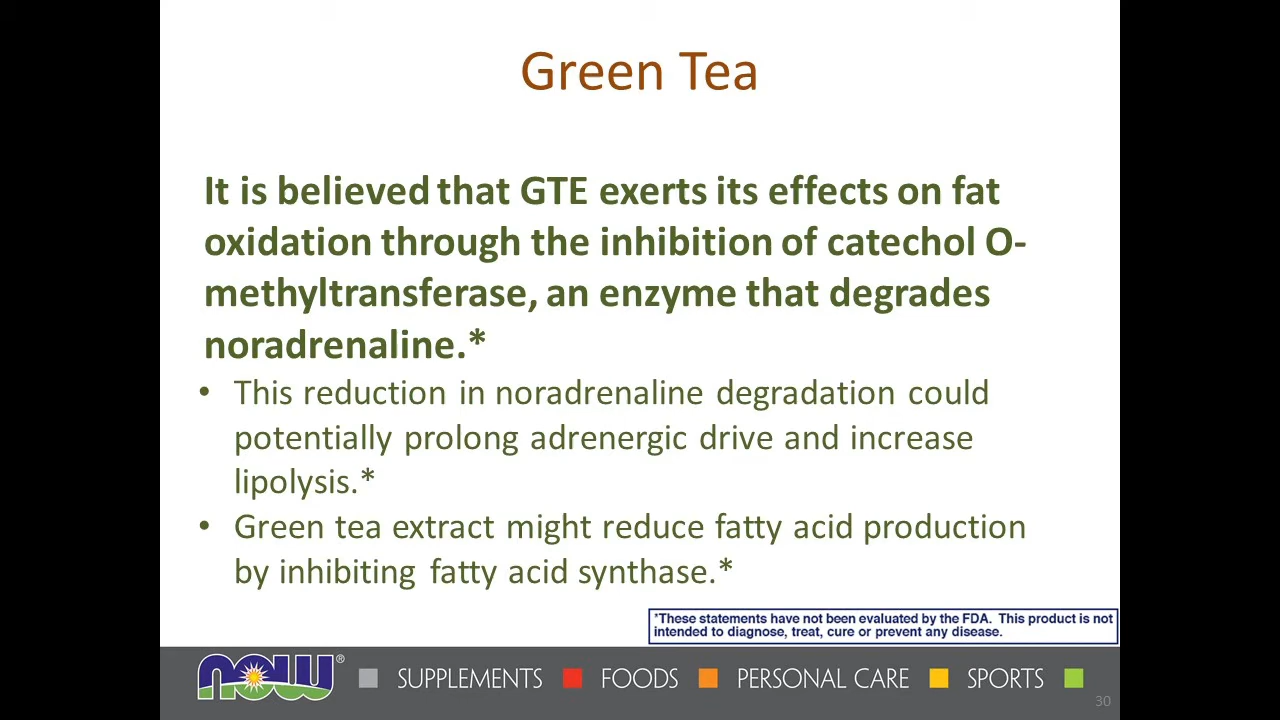 Green Tea
It is believed that GTE exerts its effects on fat
oxidation through the inhibition of catechol O-
methyltransferase, an enzyme that degrades
noradrenaline.*
• This reduction in noradrenaline degradation could
potentially prolong adrenergic drive and increase
lipolysis.*
• Green tea extract might reduce fatty acid production
by inhibiting fatty acid synthase.*
*These statements have not been evaluated by the FDA. This product is not
intended to diagnose, treat, cure or prevent any disease.
NOW® SUPPLEMENTS FOODS PERSONAL CARE SPORTS
30